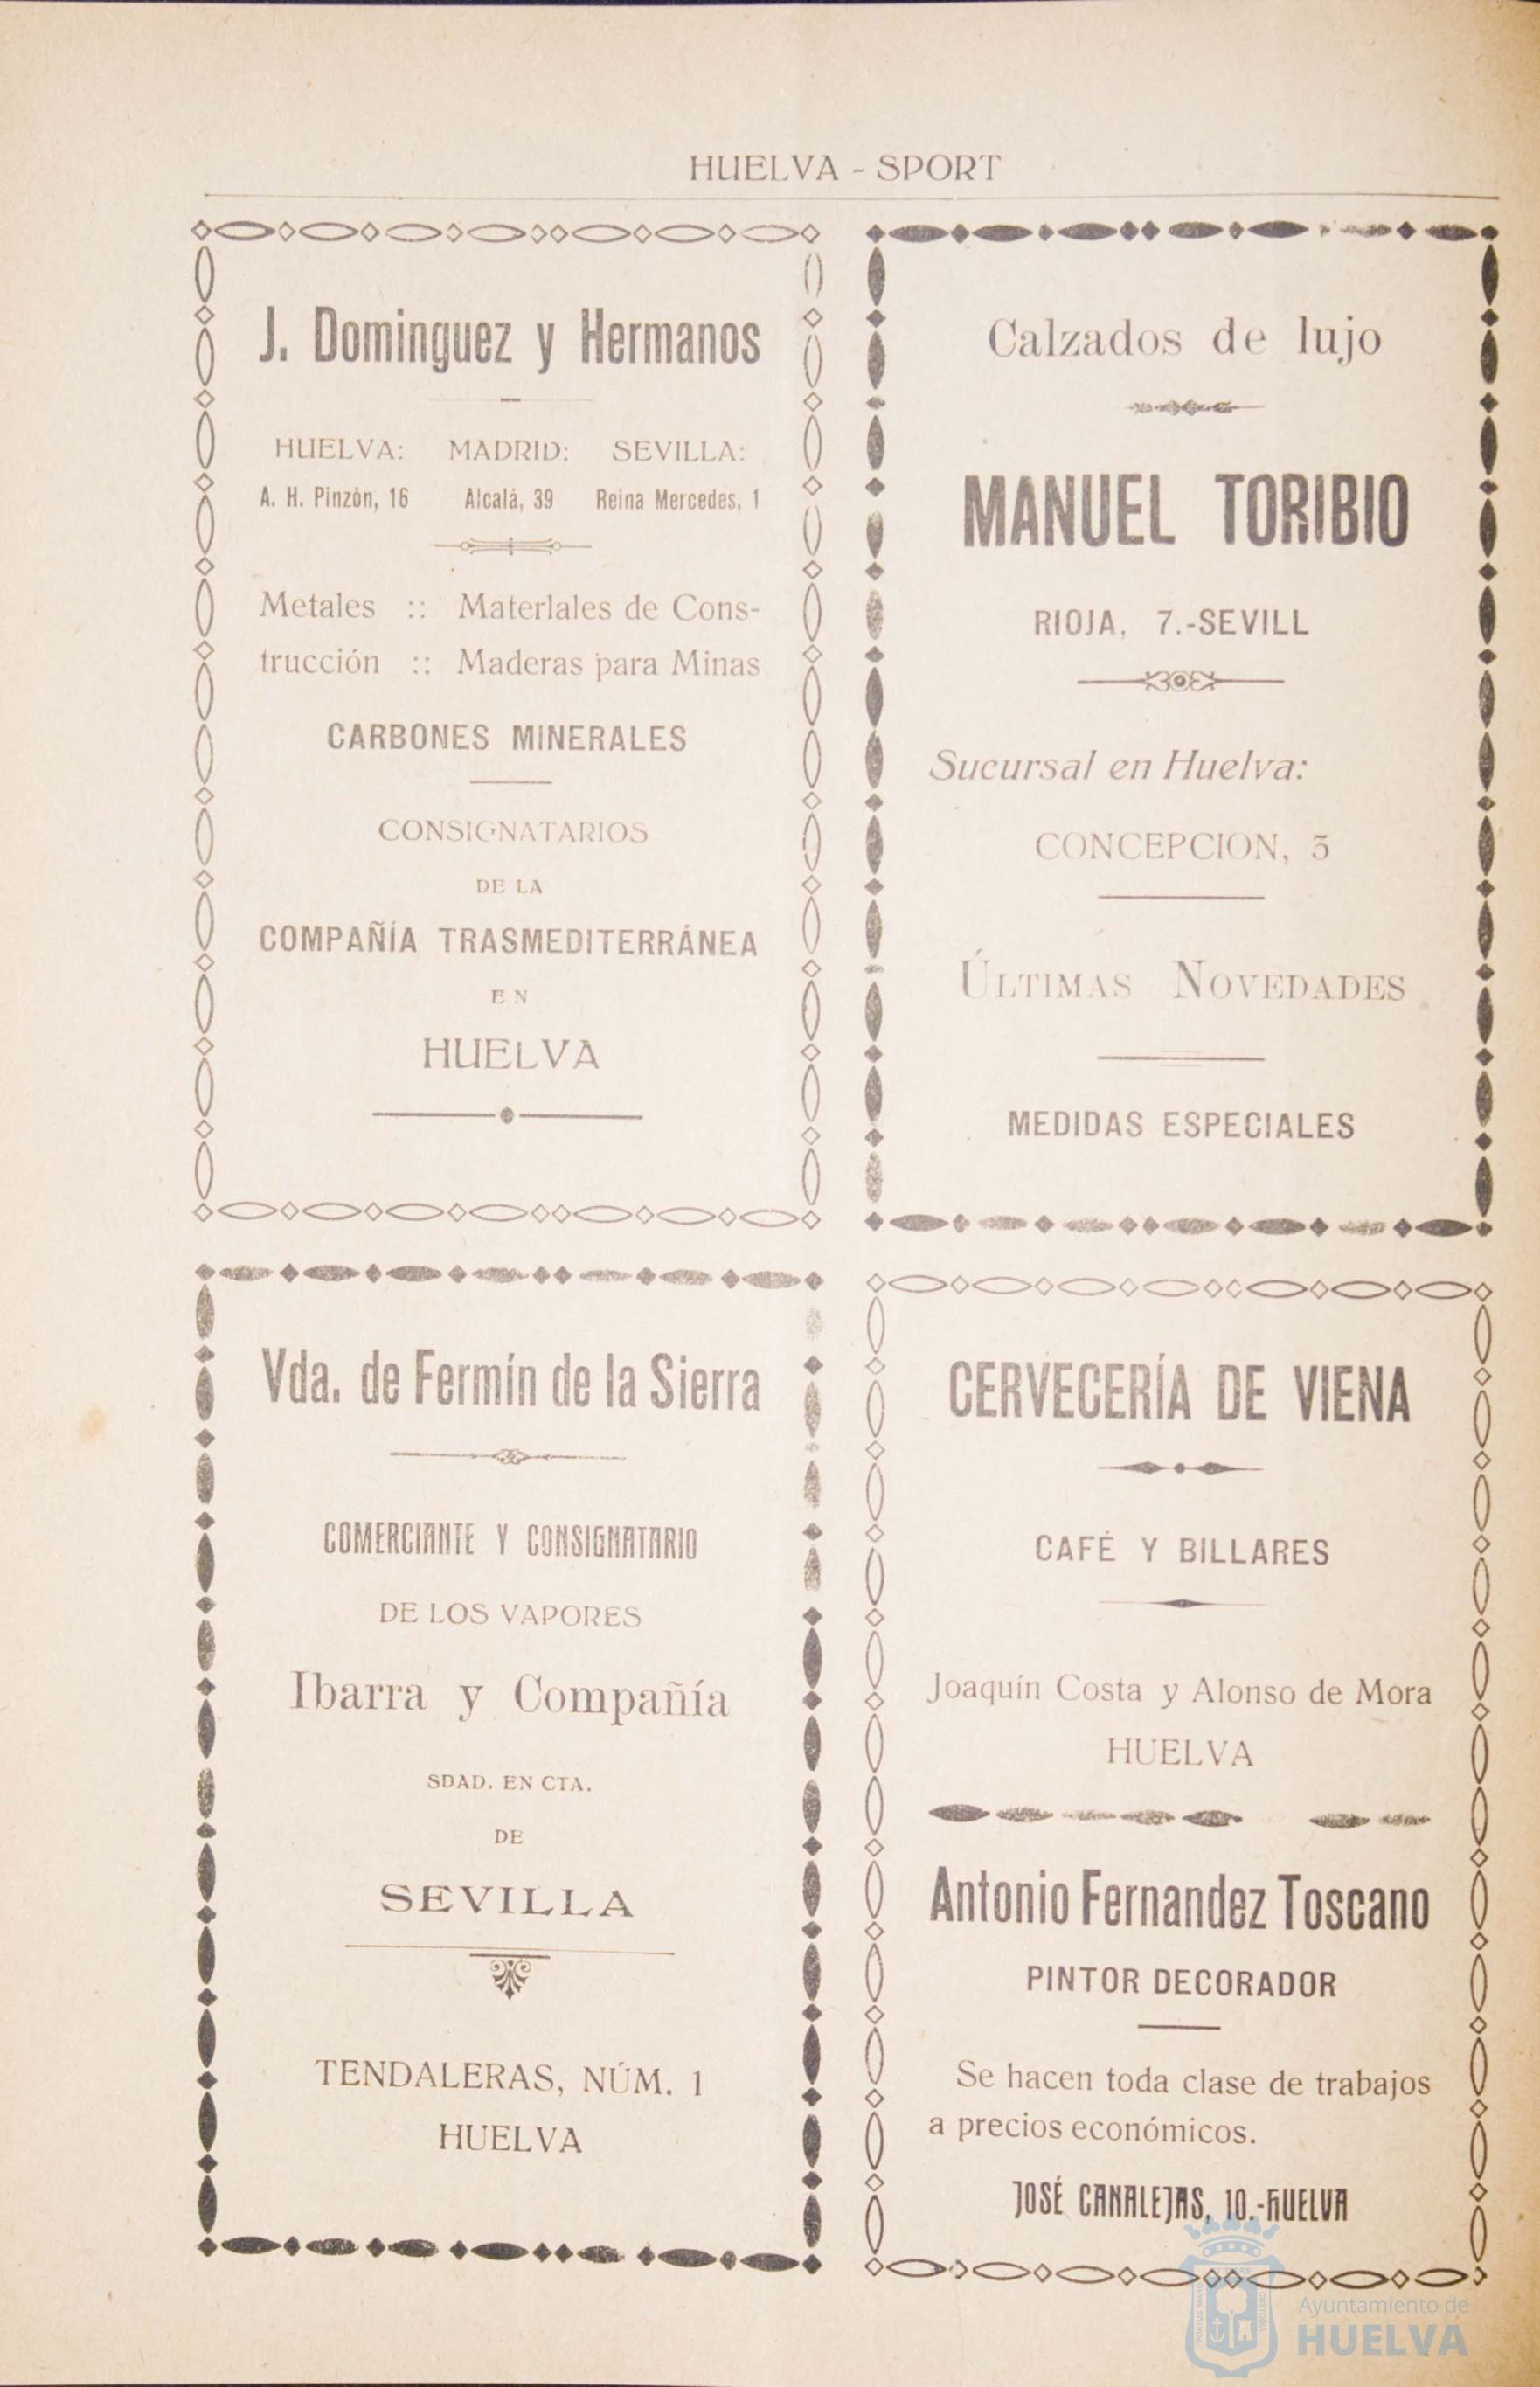 HUELVA - SPORT
J. Dominguez y Hermanos
HUELVA: MADRID: SEVILLA:
A. H. Pinzón, 16 Alcalá, 39 Reina Mercedes, 1
Metales :: Materlales de Cons-
trucción :: Maderas para Minas
CARBONES MINERALES
CONSIGNATARIOS
DE LA
COMPAÑÍA TRASMEDITERRÁNEA
EN
HUELVA
Calzados de lujo
MANUEL TORIBIO
RIOJA, 7.-SEVILL
Sucursal en Huelva:
CONCEPCION, 3
ÚLTIMAS NOVEDADES
MEDIDAS ESPECIALES
Vda. de Fermín de la Sierra
COMERCIANTE Y CONSIGNATARIO
DE LOS VAPORES
Ibarra y Compañía
SDAD. EN CTA.
DE
SEVILLA
TENDALERAS, NÚM. 1
HUELVA
CERVECERÍA DE VIENA
CAFÉ Y BILLARES
Joaquín Costa y Alonso de Mora
HUELVA
Antonio Fernandez Toscano
PINTOR DECORADOR
Se hacen toda clase de trabajos
a precios económicos.
JOSÉ CANALEJAS, 10.-HUELVA
Ayuntamiento de
HUELVA